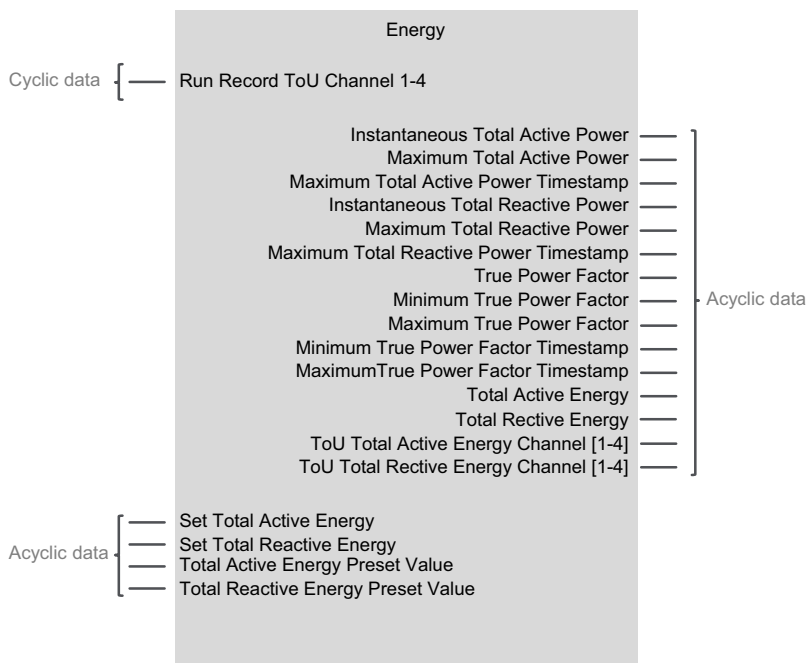 Energy
Cyclic data
Run Record ToU Channel 1-4
Instantaneous Total Active Power
Maximum Total Active Power
Maximum Total Active Power Timestamp
Instantaneous Total Reactive Power
Maximum Total Reactive Power
Maximum Total Reactive Power Timestamp
True Power Factor
Minimum True Power Factor
Acyclic data
Maximum True Power Factor
Minimum True Power Factor Timestamp
MaximumTrue Power Factor Timestamp
Total Active Energy
Total Rective Energy
ToU Total Active Energy Channel [1-4]
ToU Total Rective Energy Channel [1-4]
Set Total Active Energy
Set Total Reactive Energy
Acyclic data
Total Active Energy Preset Value
Total Reactive Energy Preset Value